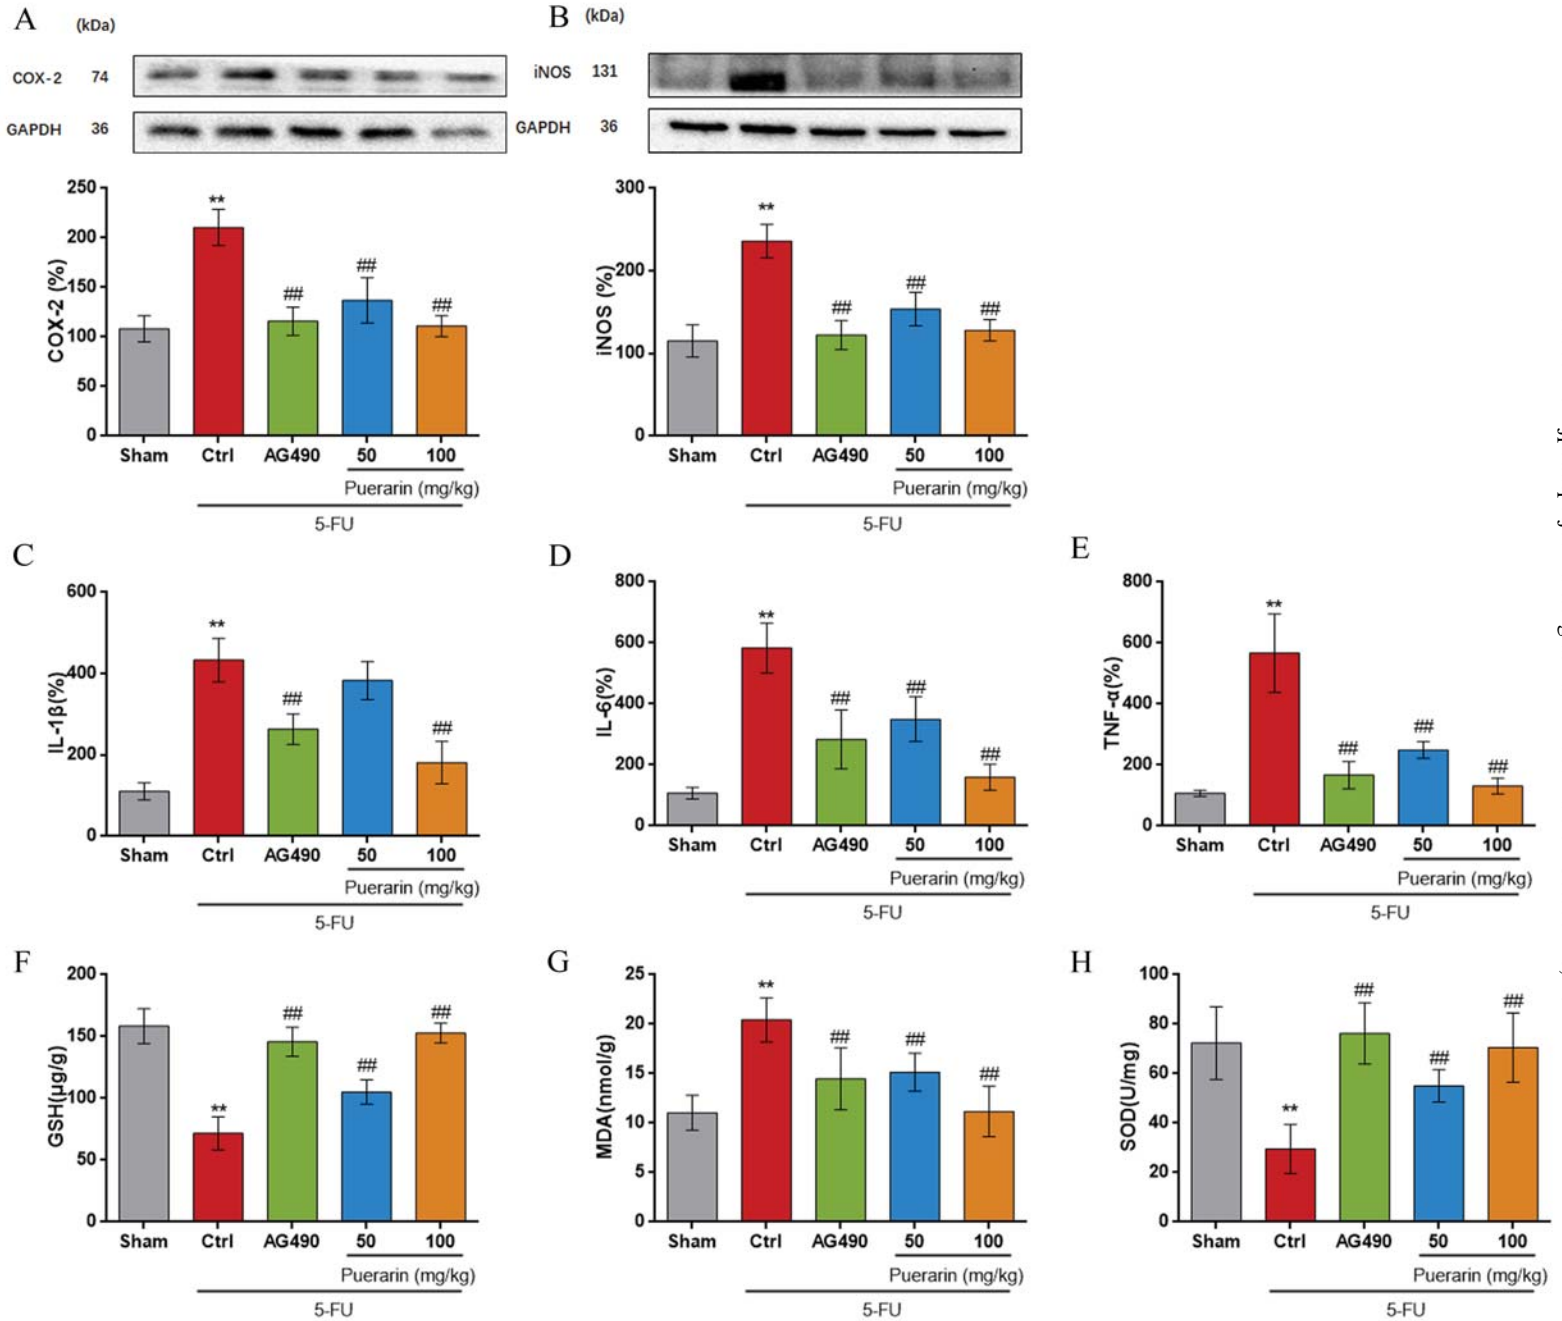 A (kDa)
COX-2 74
GAPDH 36
COX-2 (%)
250
200
150
100
50
0
**
##
##
##
Sham Ctrl AG490 50 100
Puerarin (mg/kg)
5-FU
B (kDa)
iNOS 131
GAPDH 36
iNOS (%)
300
200
100
0
**
##
##
##
Sham Ctrl AG490 50 100
Puerarin (mg/kg)
5-FU
C
IL-1β(%)
600
400
200
0
**
##
##
Sham Ctrl AG490 50 100
Puerarin (mg/kg)
5-FU
D
IL-6(%)
800
600
400
200
0
**
##
##
##
Sham Ctrl AG490 50 100
Puerarin (mg/kg)
5-FU
E
TNF-α(%)
800
600
400
200
0
**
##
##
##
Sham Ctrl AG490 50 100
Puerarin (mg/kg)
5-FU
F
GSH(μg/g)
200
150
100
50
0
**
##
##
##
Sham Ctrl AG490 50 100
Puerarin (mg/kg)
5-FU
G
MDA(nmol/g)
25
20
15
10
5
0
**
##
##
##
Sham Ctrl AG490 50 100
Puerarin (mg/kg)
5-FU
H
SOD(U/mg)
100
80
60
40
20
0
**
##
##
##
Sham Ctrl AG490 50 100
Puerarin (mg/kg)
5-FU